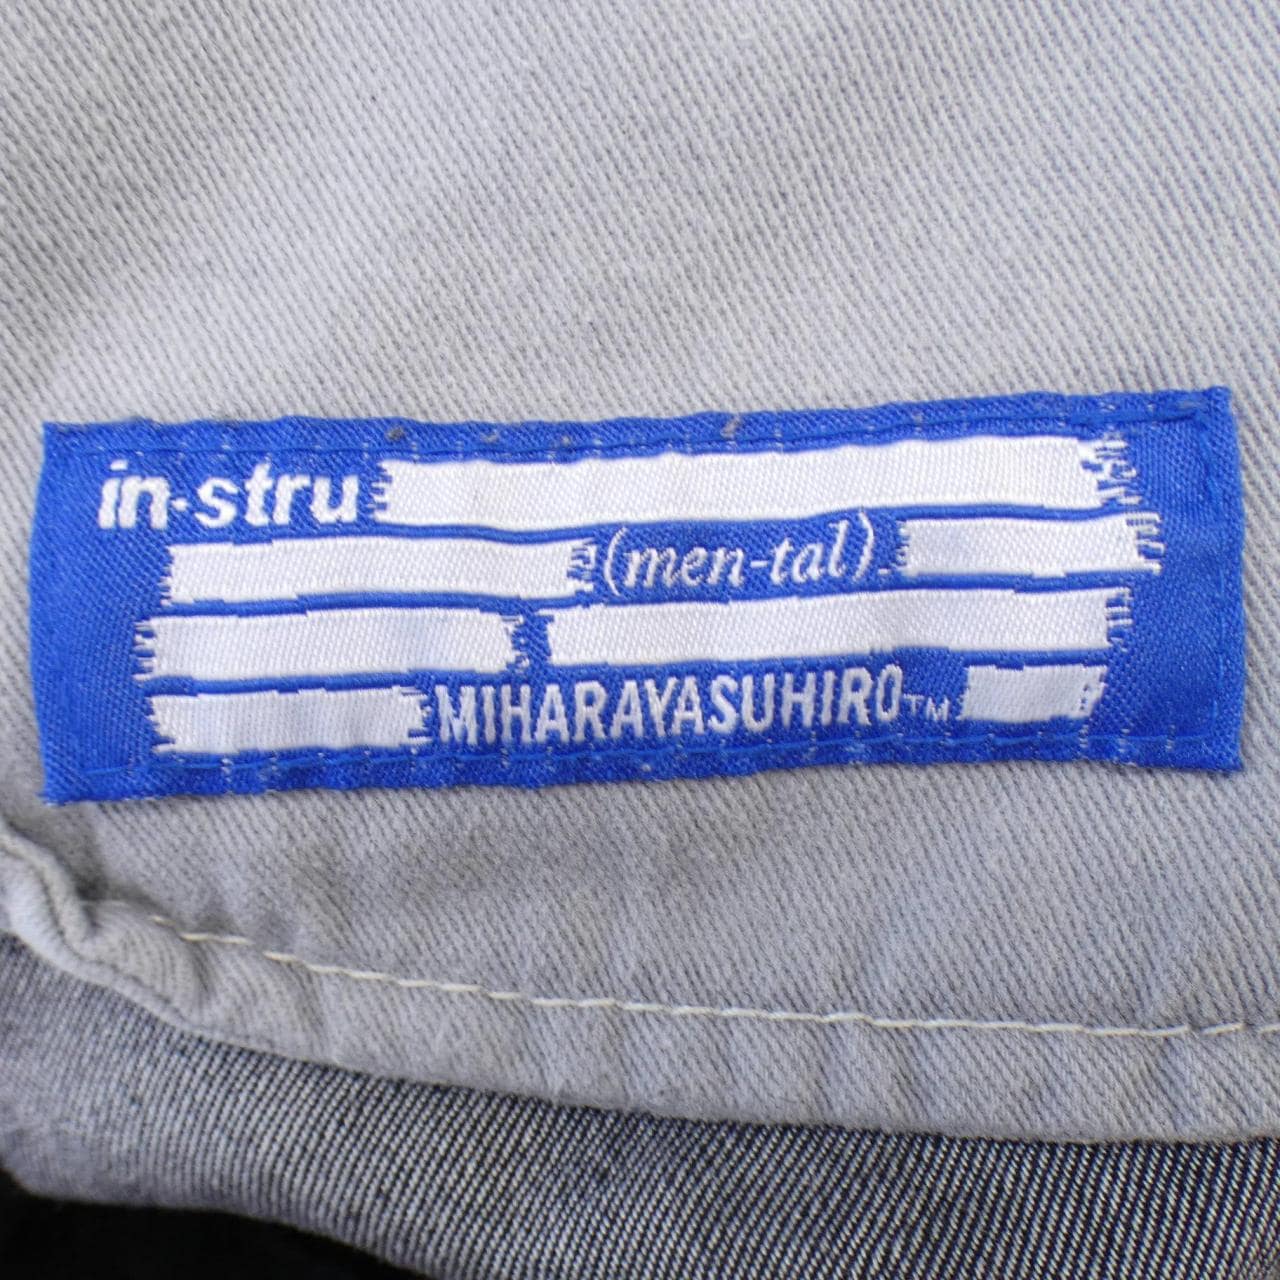 in·stru
(men-tal).
MIHARAYASUHIRO™